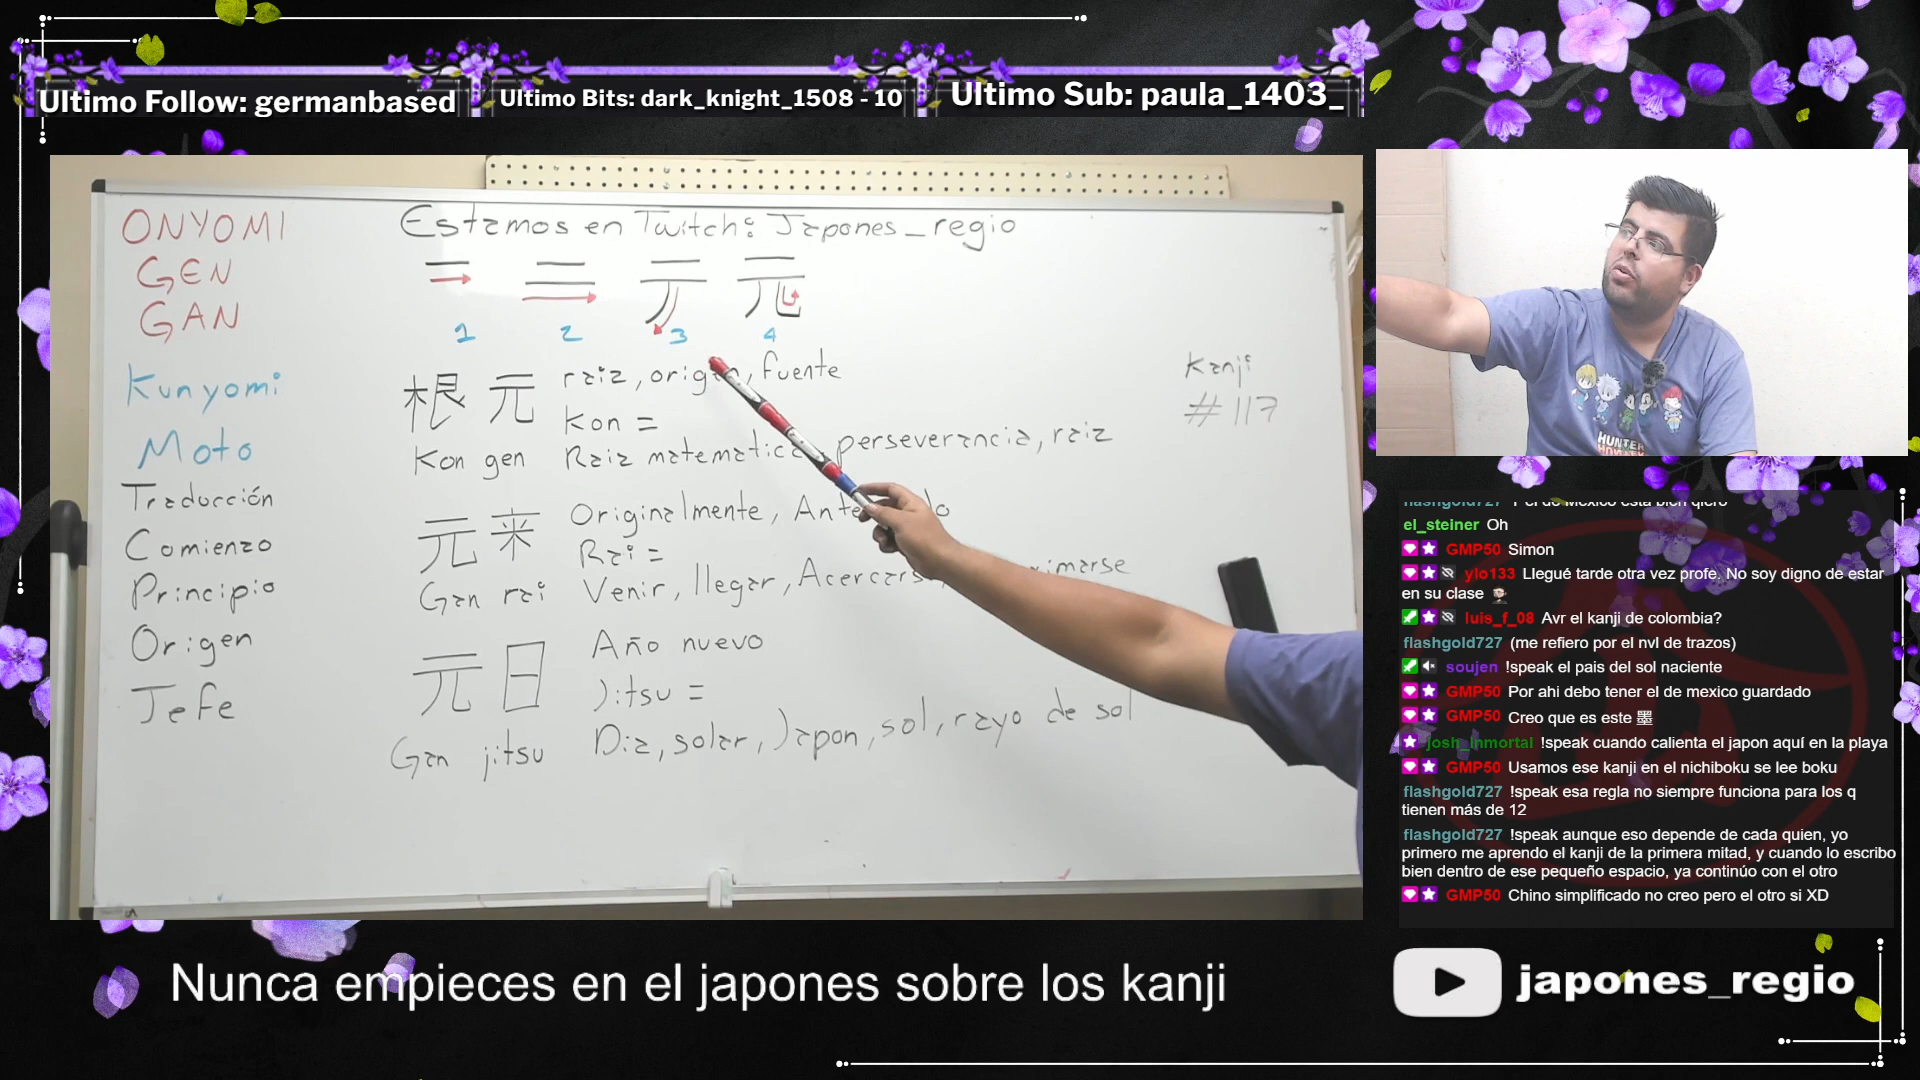 Ultimo Follow: germanbased
Ultimo Bits: dark_knight_1508 - 10
Ultimo Sub: paula_1403_
ONYOMI
GEN
GAN
Kunyomi
Moto
Traducción
Comienzo
Principio
Origen
Jefe
Estamos en Twitch: Japones_regio
1 2 3 4
根元 raiz, origen, fuente
Kon =
Kon gen Raiz matematica, perseverancia, raiz
元来 Originalmente,
Rai =
Gan rai Venir, llegar,
元日 Año nuevo
Jitsu =
Gan jitsu Dia, solar, Japon, sol, rayo de sol
Kanji
#117
HUNTER
el_steiner Oh
GMP50 Simon
ylo133 Llegué tarde otra vez profe. No soy digno de estar
en su clase
luis_f_08 Avr el kanji de colombia?
flashgold727 (me refiero por el nvl de trazos)
soujen !speak el pais del sol naciente
GMP50 Por ahi debo tener el de mexico guardado
GMP50 Creo que es este 墨
josh_inmortal !speak cuando calienta el japon aquí en la playa
GMP50 Usamos ese kanji en el nichiboku se lee boku
flashgold727 !speak esa regla no siempre funciona para los q
tienen más de 12
flashgold727 !speak aunque eso depende de cada quien, yo
primero me aprendo el kanji de la primera mitad, y cuando lo escribo
bien dentro de ese pequeño espacio, ya continúo con el otro
GMP50 Chino simplificado no creo pero el otro si XD
Nunca empieces en el japones sobre los kanji
japones_regio